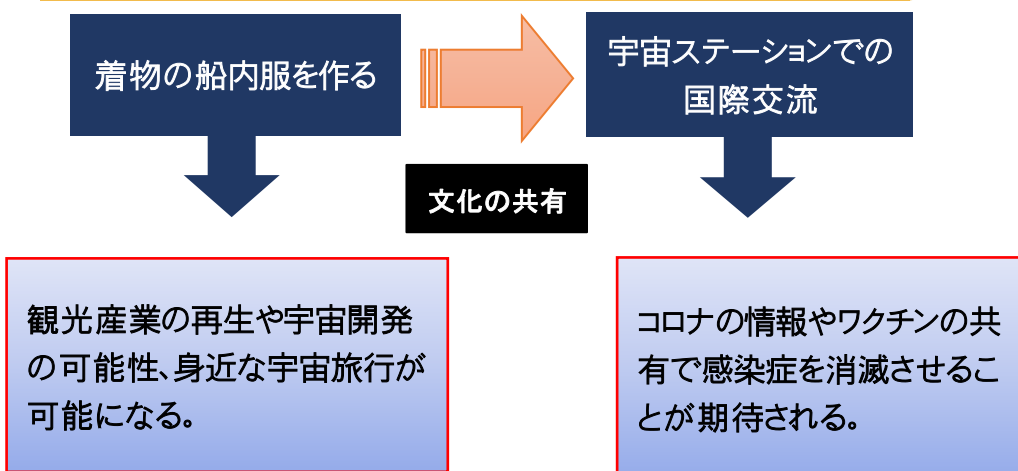 着物の船内服を作る
宇宙ステーションでの
国際交流
文化の共有
観光産業の再生や宇宙開発
の可能性、身近な宇宙旅行が
可能になる。
コロナの情報やワクチンの共
有で感染症を消滅させるこ
とが期待される。